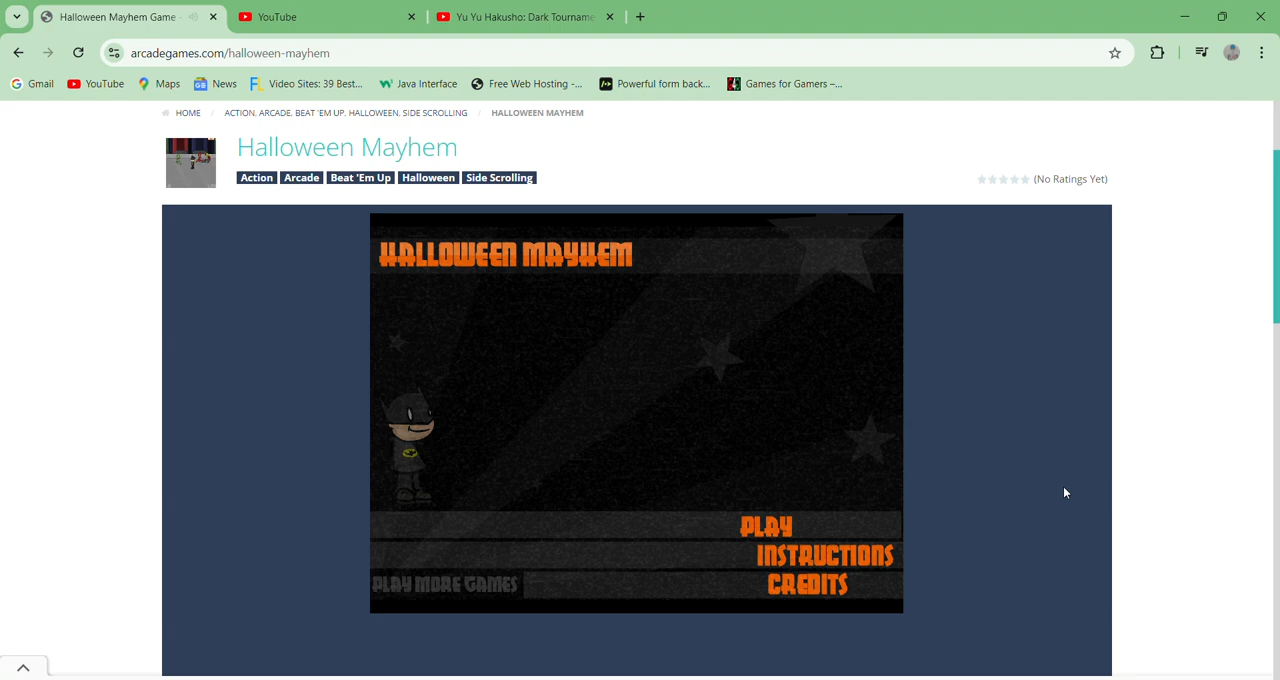 Halloween Mayhem Game
YouTube
Yu Yu Hakusho: Dark Tourname
arcadegames.com/halloween-mayhem
Gmail
YouTube
Maps
News
Video Sites: 39 Best...
Java Interface
Free Web Hosting -...
Powerful form back...
Games for Gamers –...
HOME / ACTION, ARCADE, BEAT 'EM UP, HALLOWEEN, SIDE SCROLLING / HALLOWEEN MAYHEM
Halloween Mayhem
Action Arcade Beat 'Em Up Halloween Side Scrolling
(No Ratings Yet)
HALLOWEEN MAYHEM
PLAY
INSTRUCTIONS
PLAY MORE GAMES
CREDITS